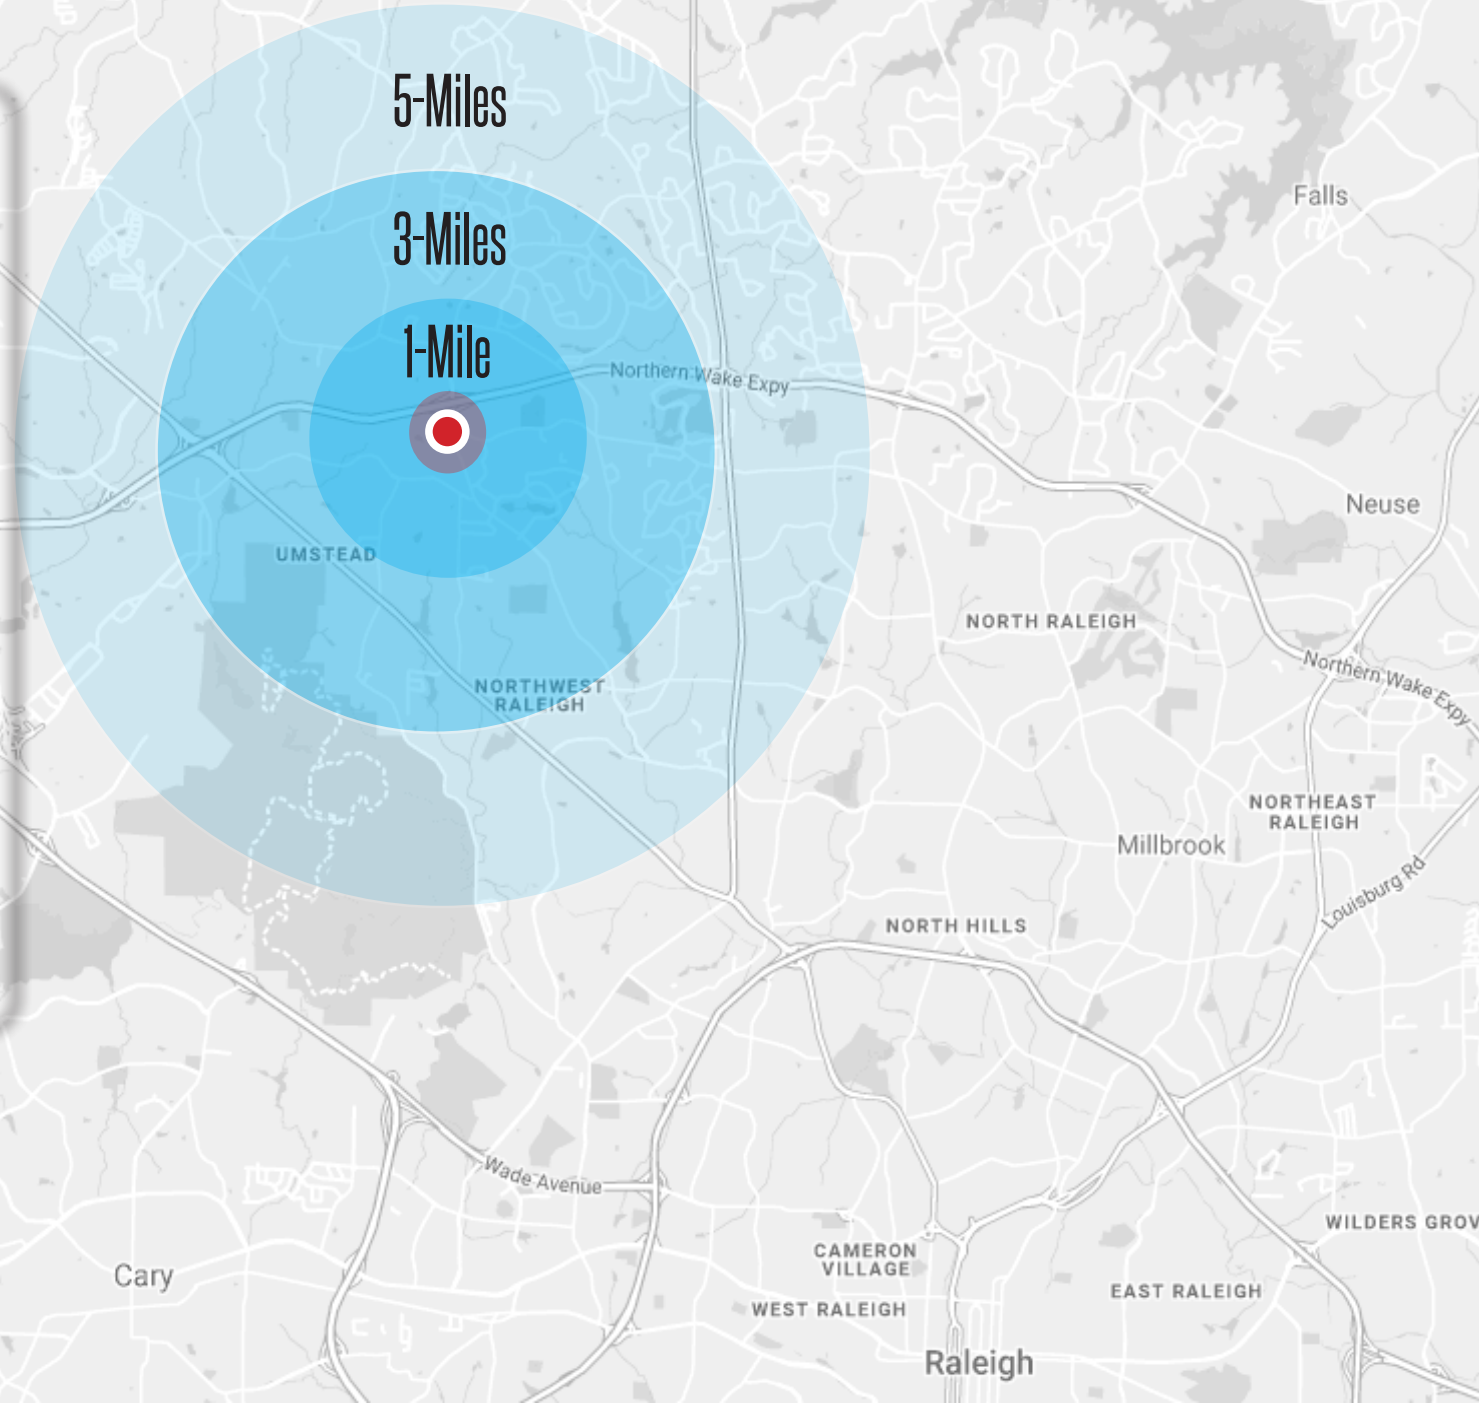 5-Miles
3-Miles
1-Mile
Falls
Northern Wake Expy
Neuse
UMSTEAD
NORTH RALEIGH
Northern Wake Expy
NORTHWEST
RALEIGH
NORTHEAST
RALEIGH
Millbrook
Louisburg Rd
NORTH HILLS
Wade Avenue
WILDERS GROV
CAMERON
VILLAGE
Cary
EAST RALEIGH
WEST RALEIGH
Raleigh